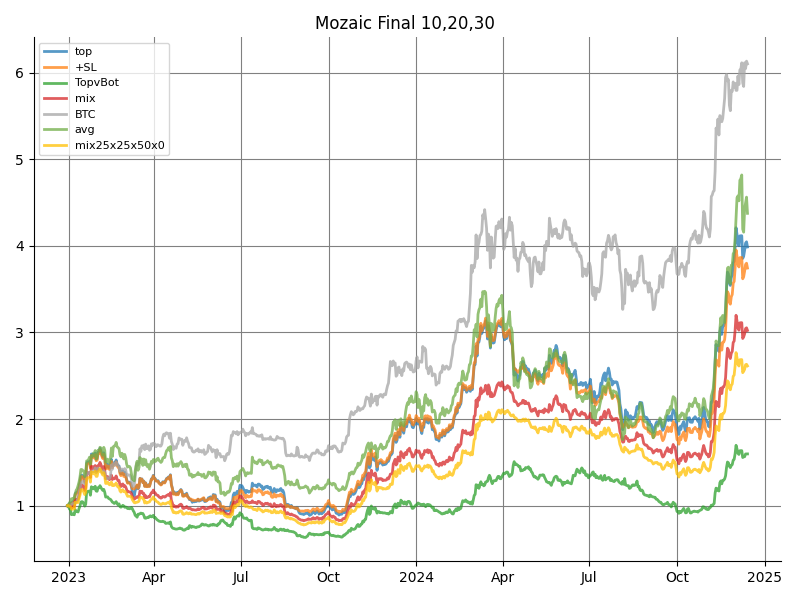 Mozaic Final 10,20,30
top
+SL
TopvBot
mix
BTC
avg
mix25x25x50x0
6
5
4
3
2
1
2023 Apr Jul Oct 2024 Apr Jul Oct 2025